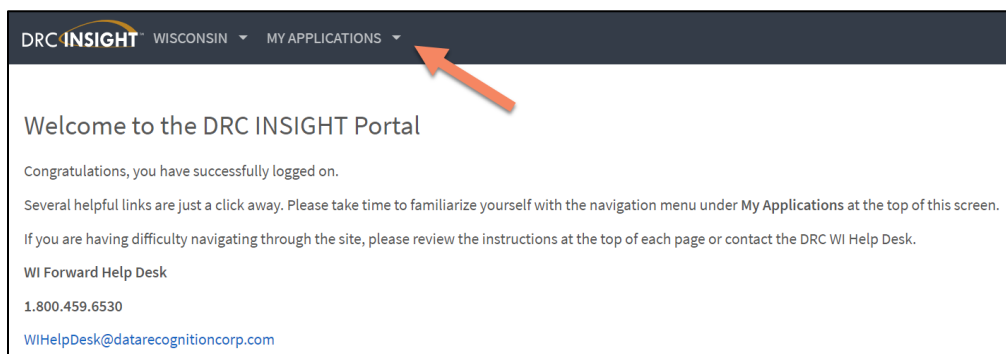 DRC INSIGHT™ WISCONSIN MY APPLICATIONS
Welcome to the DRC INSIGHT Portal
Congratulations, you have successfully logged on.
Several helpful links are just a click away. Please take time to familiarize yourself with the navigation menu under My Applications at the top of this screen.
If you are having difficulty navigating through the site, please review the instructions at the top of each page or contact the DRC WI Help Desk.
WI Forward Help Desk
1.800.459.6530
WIHelpDesk@datarecognitioncorp.com